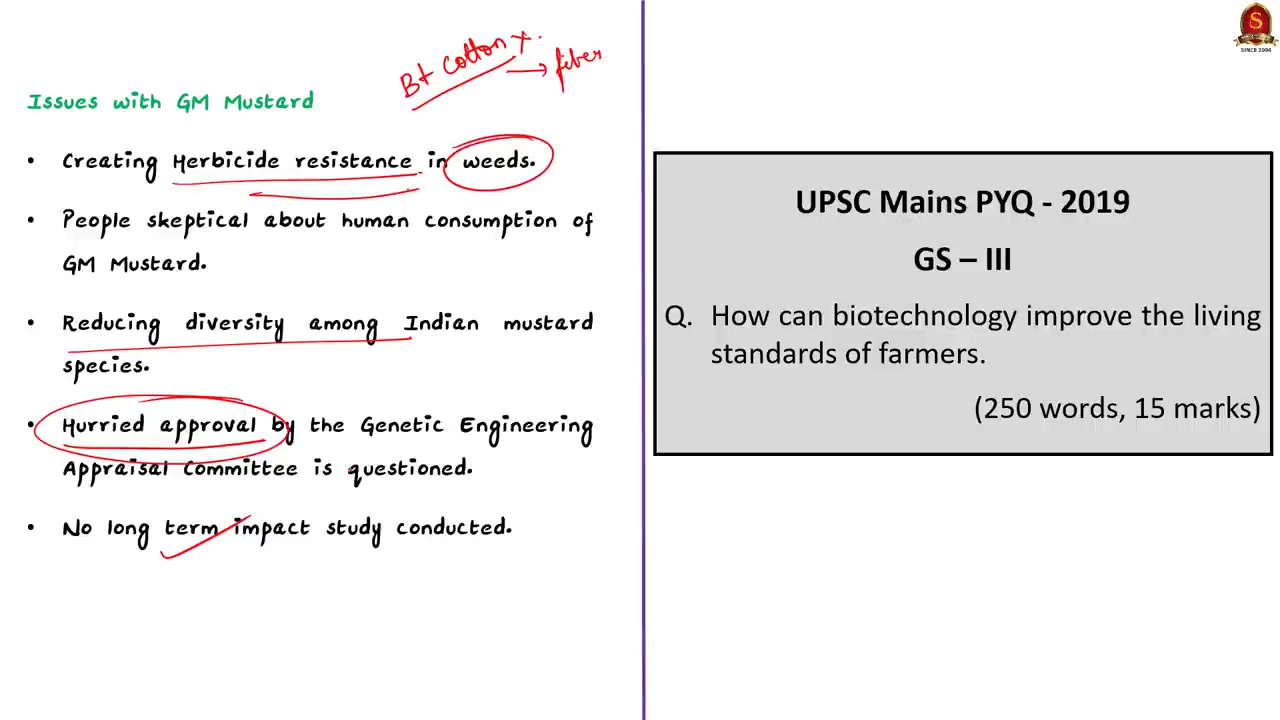 Bt Cotton x.
→ fiber
Issues with GM Mustard
• Creating Herbicide resistance in weeds.
• People skeptical about human consumption of
GM Mustard.
• Reducing diversity among Indian mustard
species.
• Hurried approval by the Genetic Engineering
Appraisal Committee is questioned.
• No long term impact study conducted.
S
SINCE 2004
UPSC Mains PYQ - 2019
GS – III
Q. How can biotechnology improve the living
standards of farmers.
(250 words, 15 marks)